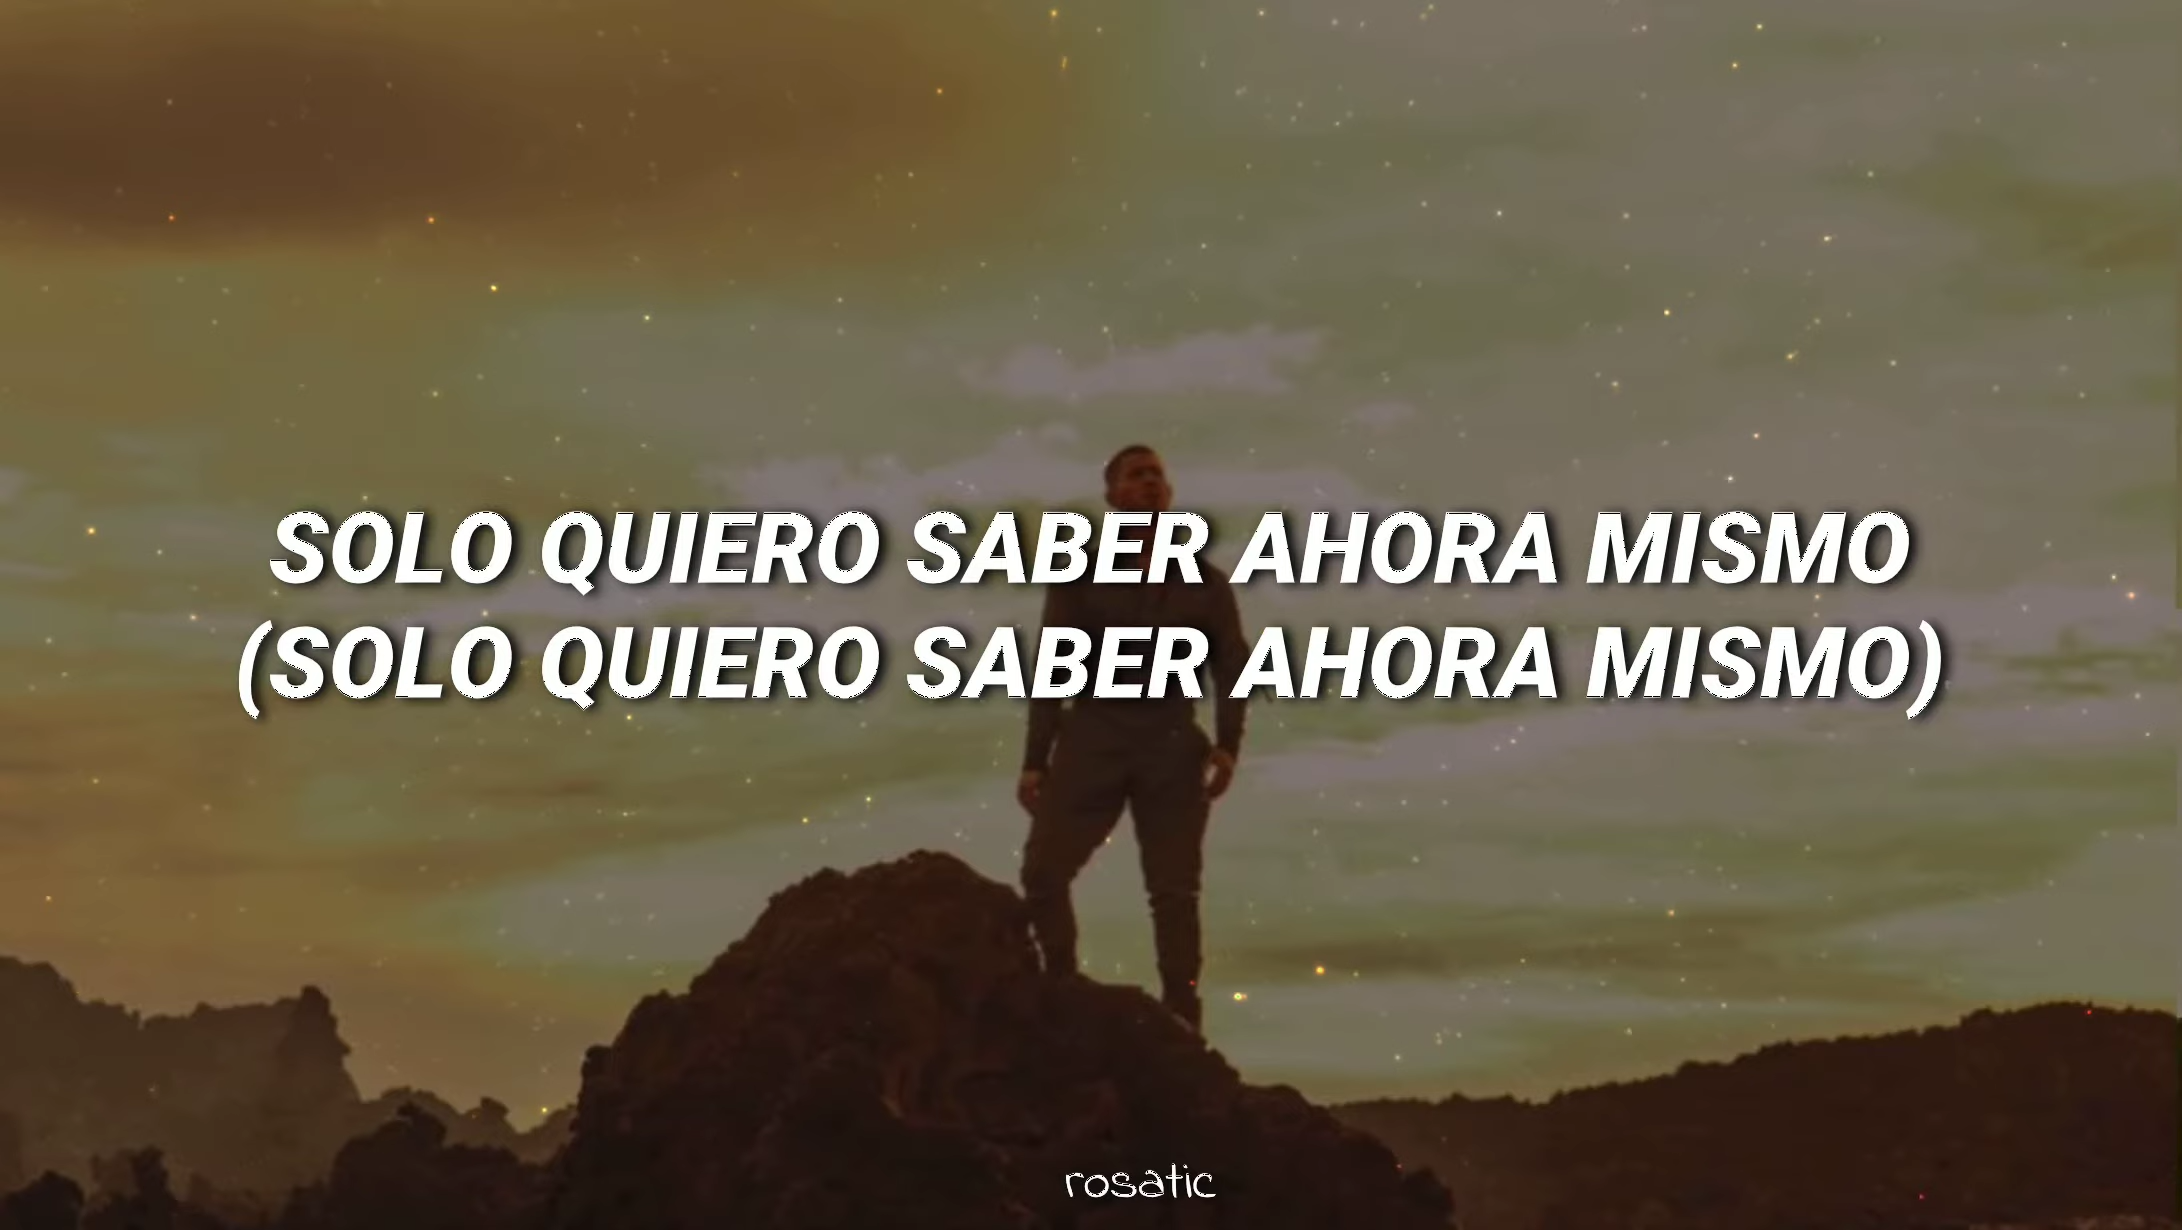 SOLO QUIERO SABER AHORA MISMO
(SOLO QUIERO SABER AHORA MISMO)
rosatic